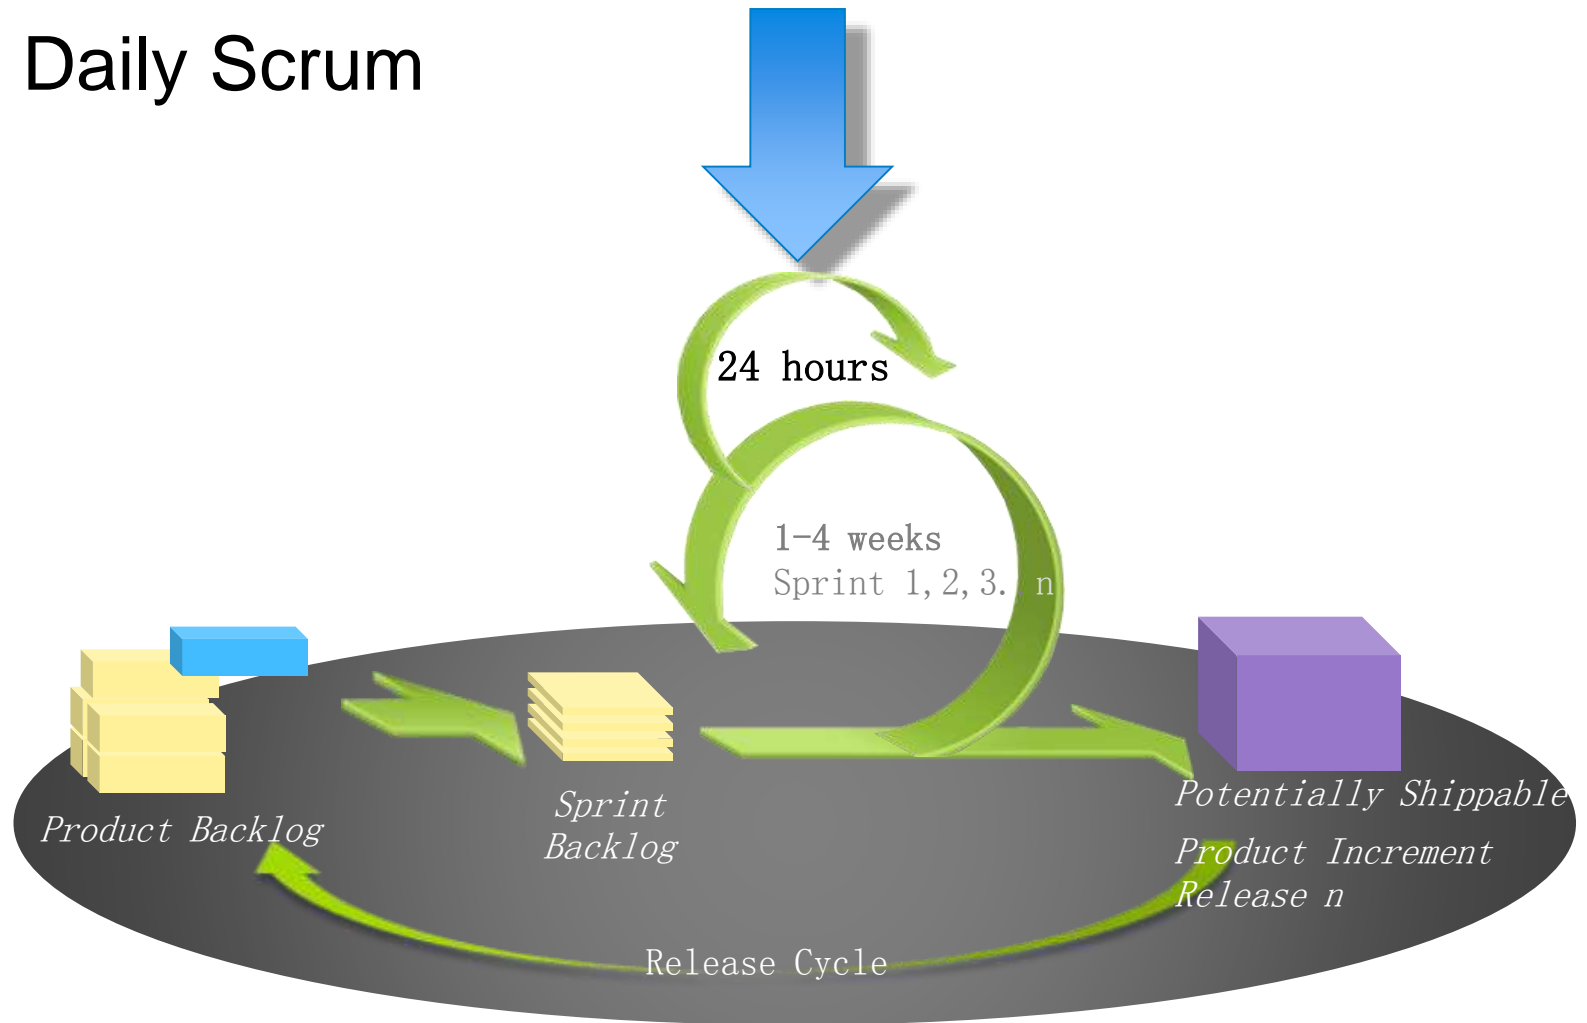 Daily Scrum
24 hours
1-4 weeks
Sprint 1,2,3. n
Product Backlog
Sprint
Backlog
Potentially Shippable
Product Increment
Release n
Release Cycle